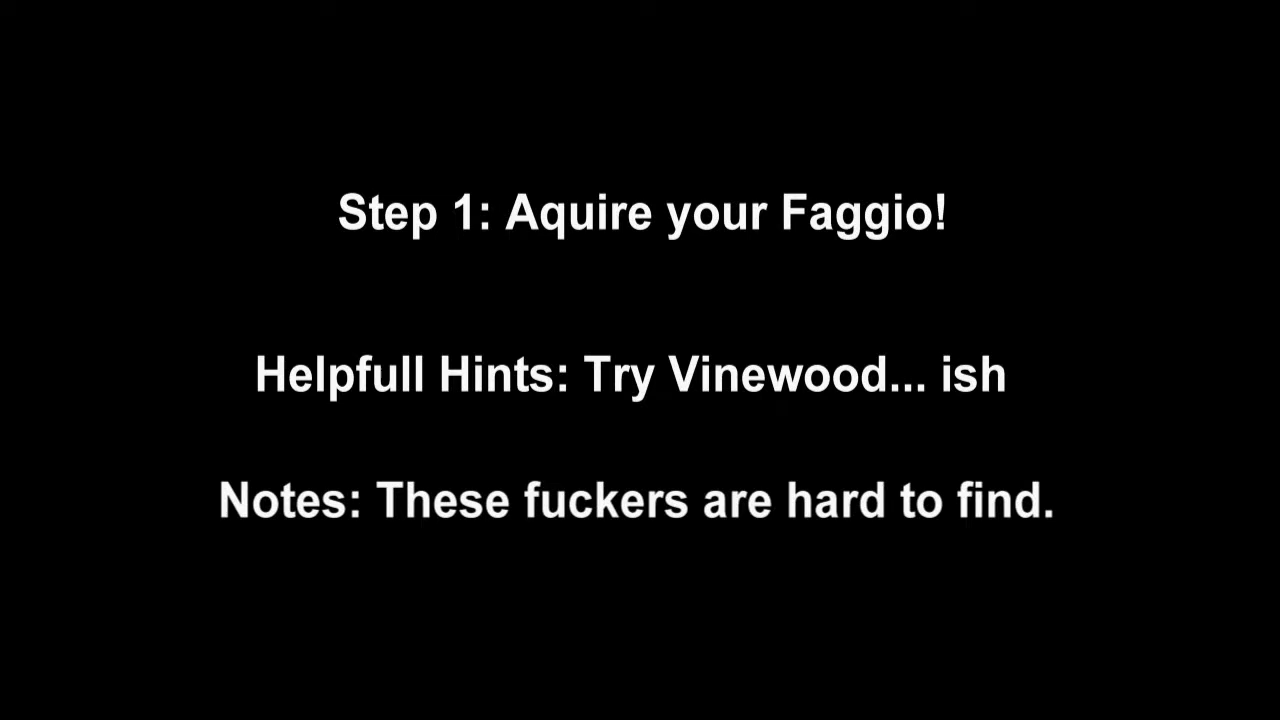 Step 1: Aquire your Faggio!
Helpfull Hints: Try Vinewood... ish
Notes: These fuckers are hard to find.